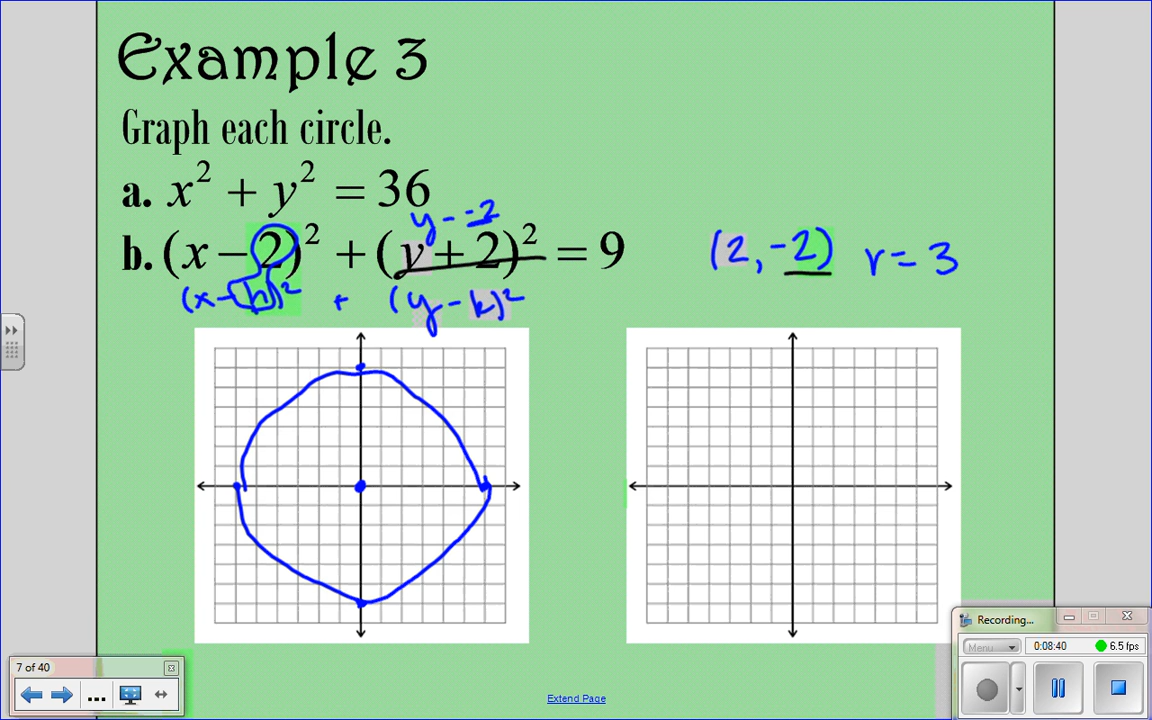 Example 3
Graph each circle.
a. x² + y² = 36
y - -2
b. (x − 2)² + (y + 2)² = 9
(2, -2) r = 3
(x - h)² + (y - k)²
Recording...
Menu 0:08:40 6.5 fps
7 of 40
...
Extend Page